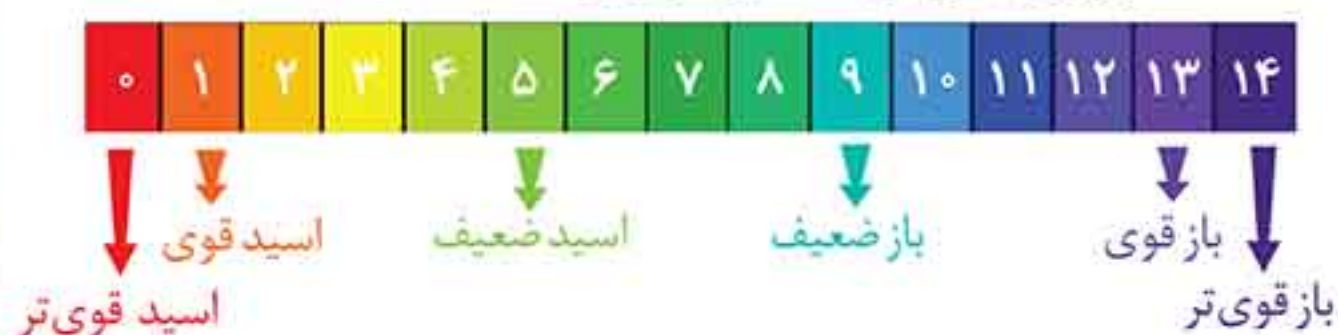 ۰ ۱ ۲ ۳ ۴ ۵ ۶ ۷ ۸ ۹ ۱۰ ۱۱ ۱۲ ۱۳ ۱۴
باز قوی اسید قوی اسید ضعیف باز ضعیف
اسید قوی‌تر باز قوی‌تر